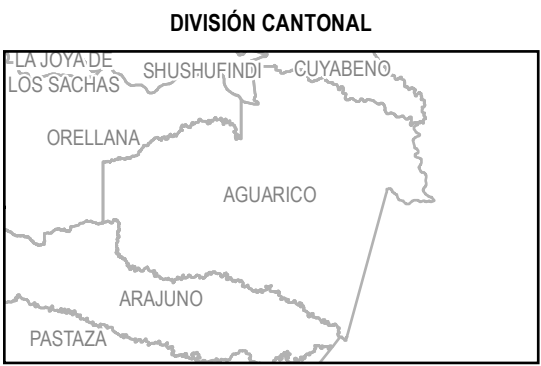 DIVISIÓN CANTONAL
LA JOYA DE
LOS SACHAS
SHUSHUFINDI
CUYABENO
ORELLANA
AGUARICO
ARAJUNO
PASTAZA